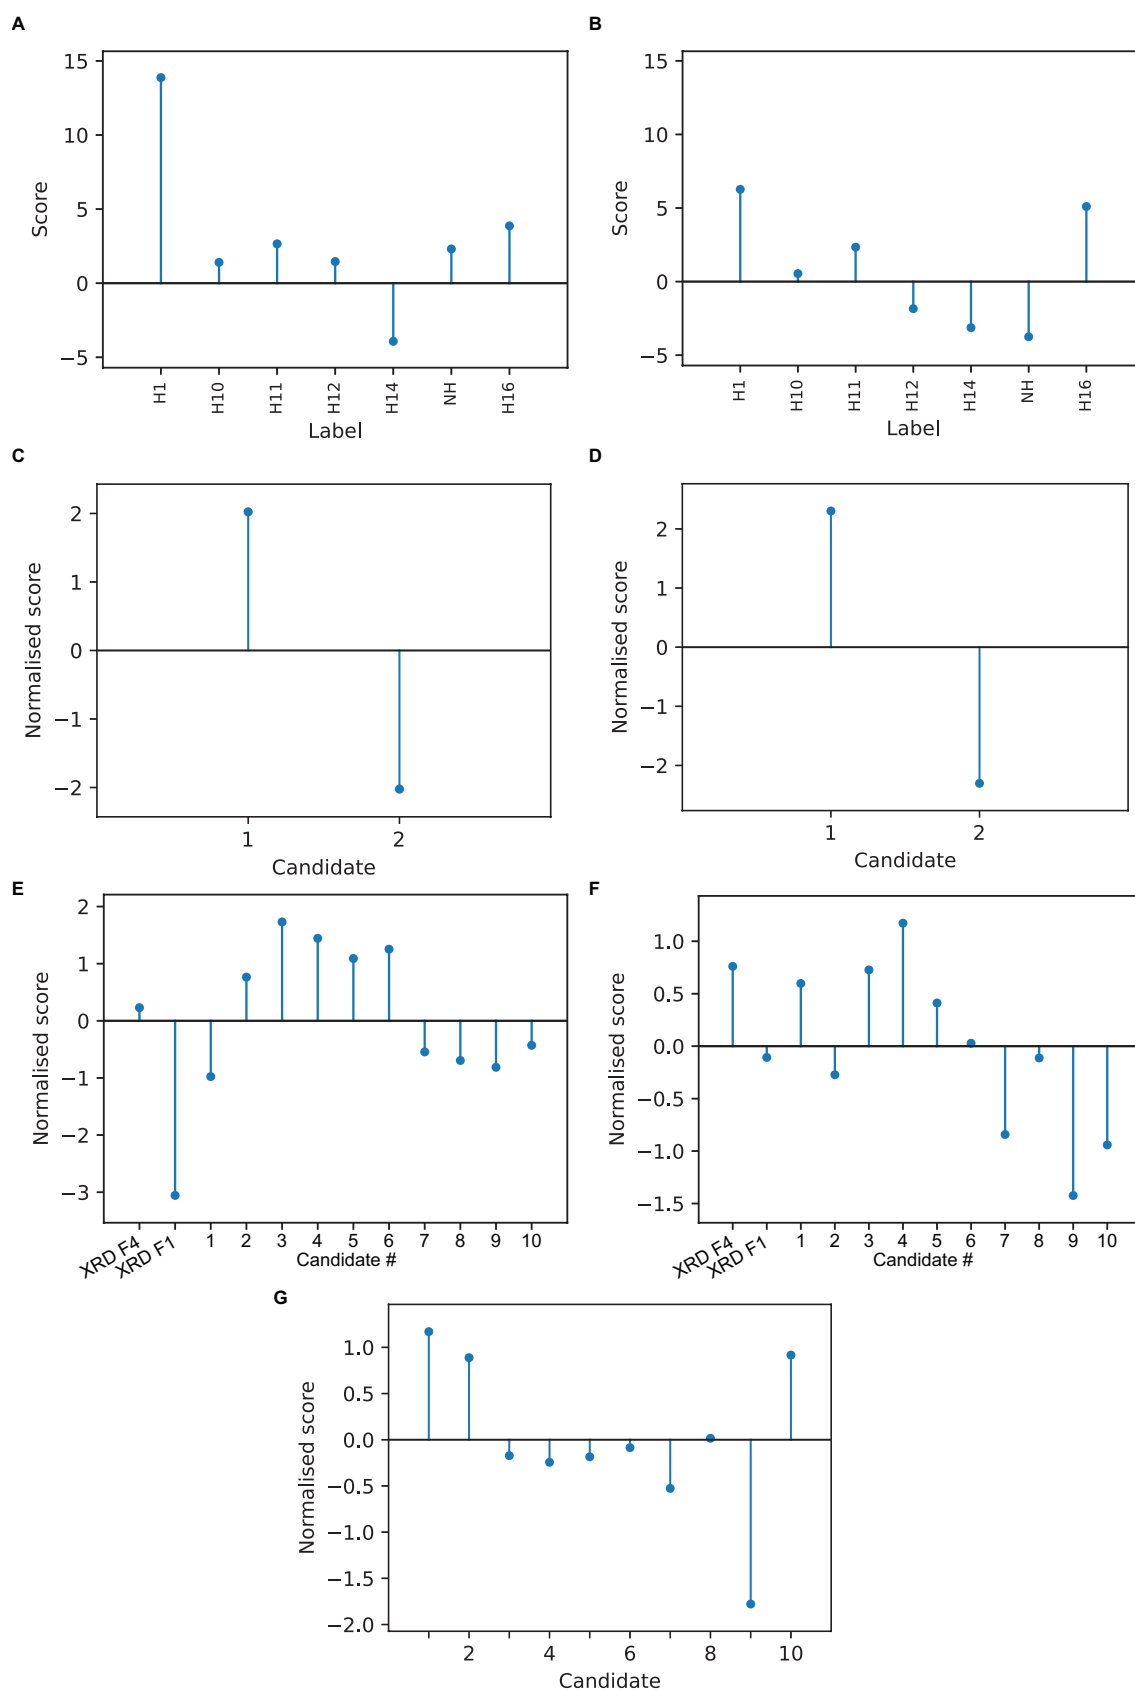 A
15
10
5
0
−5
Score
H1
H10
H11
H12
H14
NH
H16
Label
B
15
10
5
0
−5
Score
H1
H10
H11
H12
H14
NH
H16
Label
C
2
1
0
−1
−2
Normalised score
1
2
Candidate
D
2
1
0
−1
−2
Normalised score
1
2
Candidate
E
2
1
0
−1
−2
−3
Normalised score
XRD F4
XRD F1
1
2
3
4
5
6
7
8
9
10
Candidate #
F
1.0
0.5
0.0
−0.5
−1.0
−1.5
Normalised score
XRD F4
XRD F1
1
2
3
4
5
6
7
8
9
10
Candidate #
G
1.0
0.5
0.0
−0.5
−1.0
−1.5
−2.0
Normalised score
2
4
6
8
10
Candidate